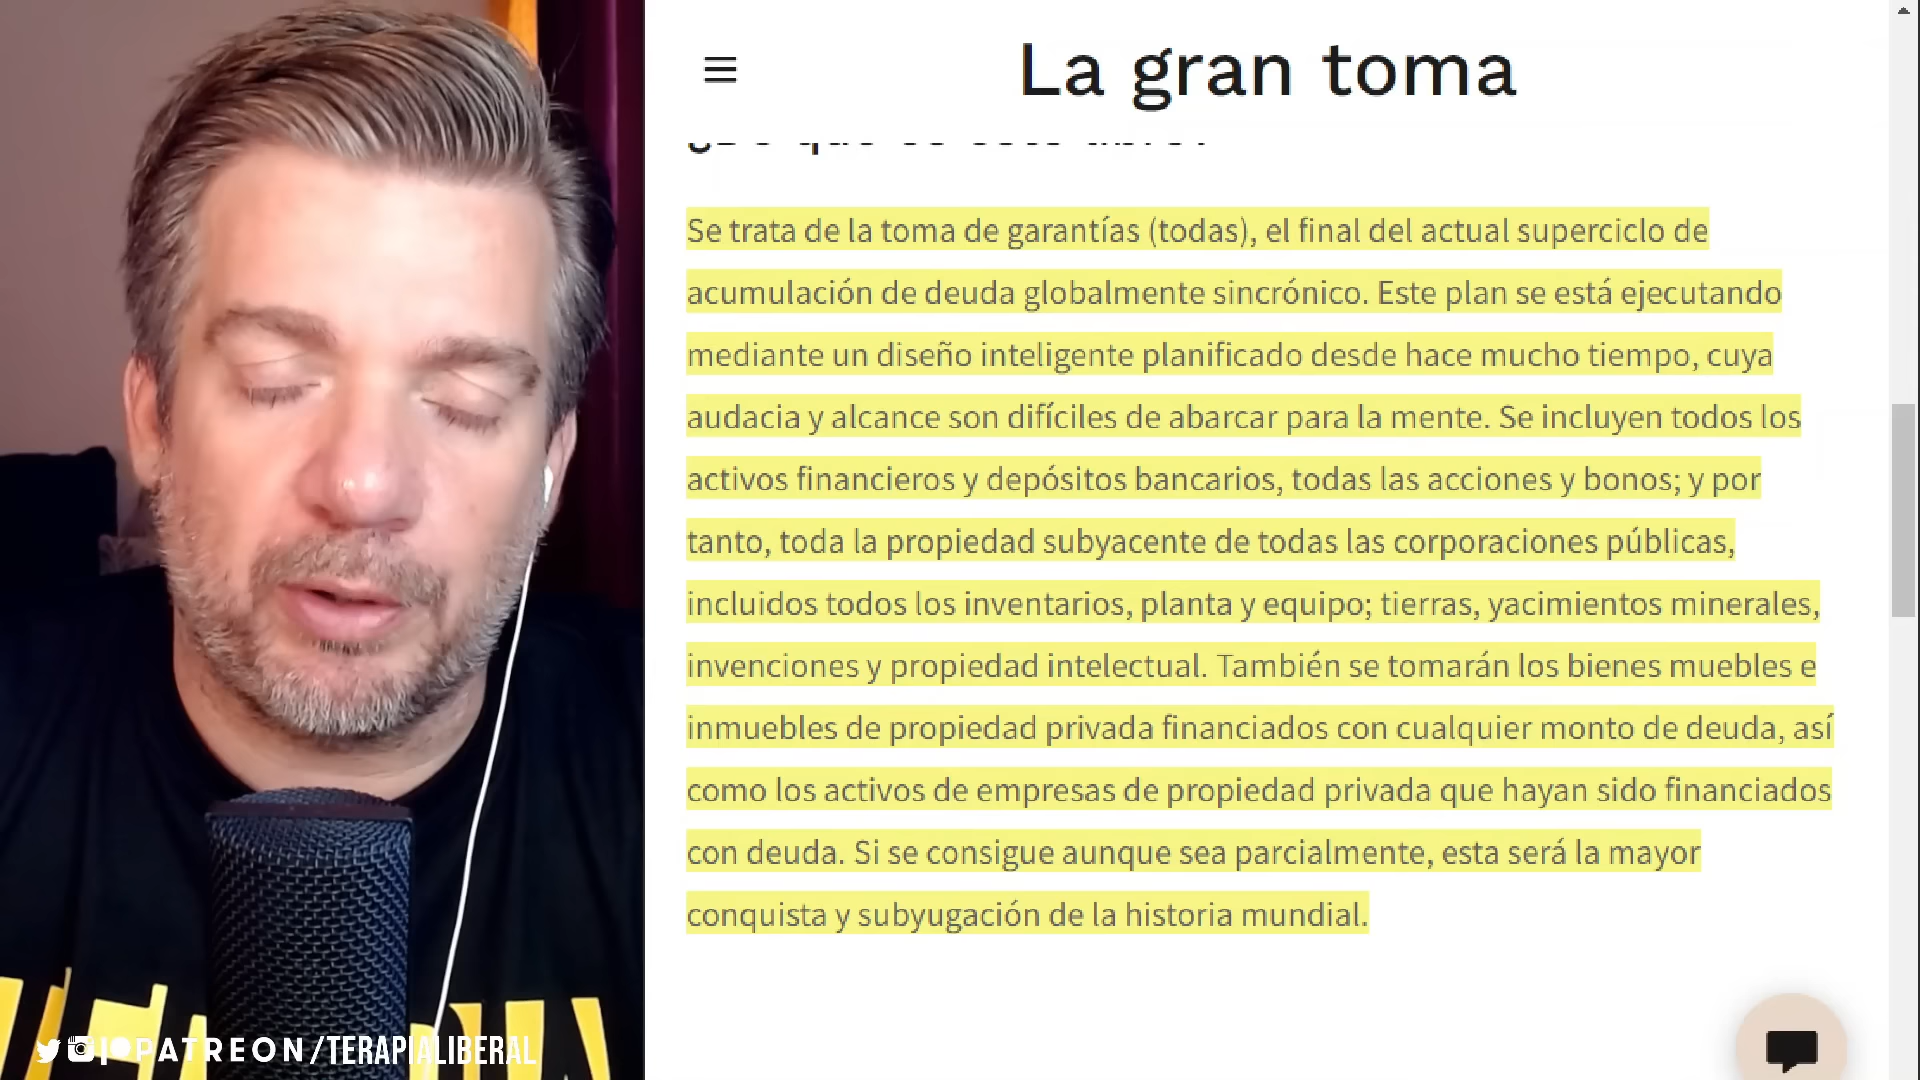 La gran toma
Se trata de la toma de garantías (todas), el final del actual superciclo de
acumulación de deuda globalmente sincrónico. Este plan se está ejecutando
mediante un diseño inteligente planificado desde hace mucho tiempo, cuya
audacia y alcance son difíciles de abarcar para la mente. Se incluyen todos los
activos financieros y depósitos bancarios, todas las acciones y bonos; y por
tanto, toda la propiedad subyacente de todas las corporaciones públicas,
incluidos todos los inventarios, planta y equipo; tierras, yacimientos minerales,
invenciones y propiedad intelectual. También se tomarán los bienes muebles e
inmuebles de propiedad privada financiados con cualquier monto de deuda, así
como los activos de empresas de propiedad privada que hayan sido financiados
con deuda. Si se consigue aunque sea parcialmente, esta será la mayor
conquista y subyugación de la historia mundial.
PATREON/TERAPIALIBERAL